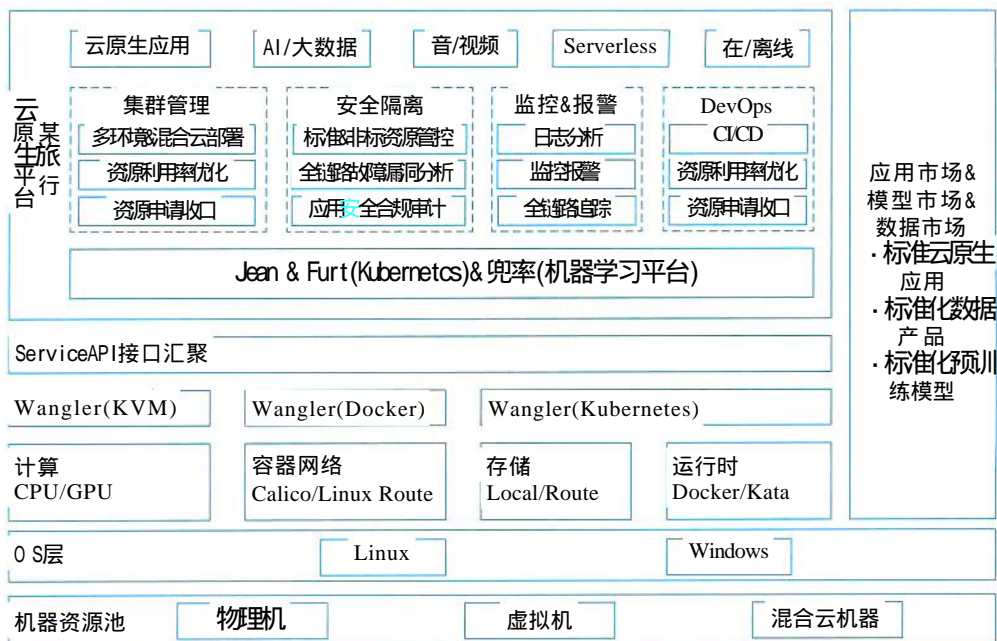 云原生应用
AI/大数据
音/视频
Serverless
在/离线
某旅行
云原生平台
集群管理
多环境&混合云部署
资源利用率优化
资源申请收口
安全隔离
标准&非标资源管控
全链路故障漏同分析
应用安全合规审计
监控&报警
日志分析
监控报警
全链路追踪
DevOps
CI/CD
资源利用率优化
资源申请收口
Jean & Furt(Kubernetcs)&兜率(机器学习平台)
ServiceAPI接口汇聚
Wangler(KVM)
Wangler(Docker)
Wangler(Kubernetes)
计算
CPU/GPU
容器网络
Calico/Linux Route
存储
Local/Route
运行时
Docker/Kata
应用市场&
模型市场&
数据市场
·标准云原生
应用
·标准化数据
产品
·标准化预训
练模型
OS层
Linux
Windows
机器资源池
物理机
虚拟机
混合云机器